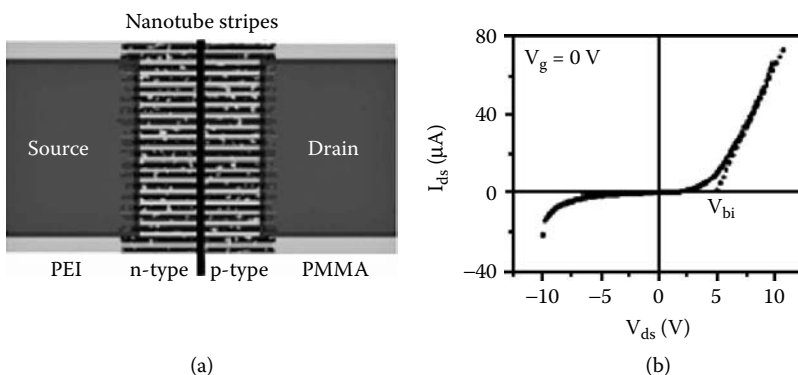 Nanotube stripes
Source
Drain
PEI
n-type
p-type
PMMA
(a)
80
40
0
−40
I_ds (μA)
V_g = 0 V
V_bi
−10
−5
0
5
10
V_ds (V)
(b)